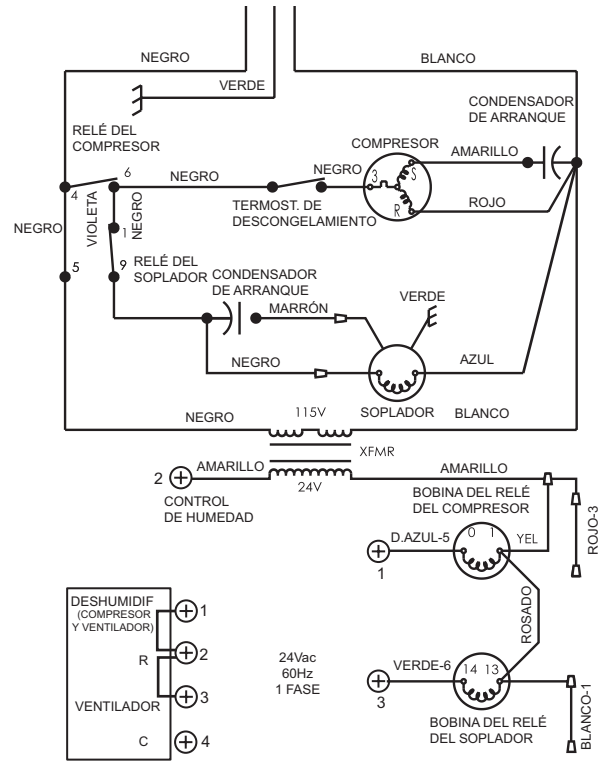 NEGRO
BLANCO
VERDE
CONDENSADOR
DE ARRANQUE
RELÉ DEL
COMPRESOR
COMPRESOR
AMARILLO
6
NEGRO
NEGRO
3
S
R
4
TERMOST. DE
DESCONGELAMIENTO
ROJO
VIOLETA
NEGRO
1
NEGRO
5
9
RELÉ DEL
SOPLADOR
CONDENSADOR
DE ARRANQUE
MARRÓN
VERDE
NEGRO
AZUL
SOPLADOR
NEGRO
115V
BLANCO
XFMR
AMARILLO
24V
AMARILLO
2
CONTROL
DE HUMEDAD
BOBINA DEL RELÉ
DEL COMPRESOR
ROJO-3
D.AZUL-5
0
1
YEL
1
ROSADO
DESHUMIDIF
(COMPRESOR
Y VENTILADOR)
1
R
2
VENTILADOR
3
C
4
24Vac
60Hz
1 FASE
VERDE-6
14
13
3
BOBINA DEL RELÉ
DEL SOPLADOR
BLANCO-1